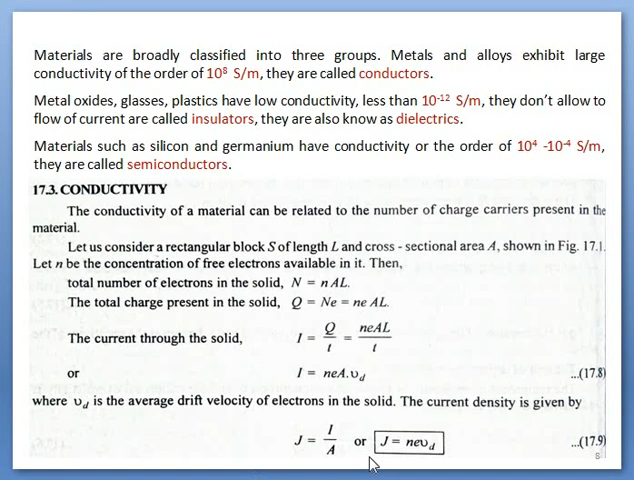 Materials are broadly classified into three groups. Metals and alloys exhibit large
conductivity of the order of 10⁸ S/m, they are called conductors.
Metal oxides, glasses, plastics have low conductivity, less than 10⁻¹² S/m, they don't allow to
flow of current are called insulators, they are also know as dielectrics.
Materials such as silicon and germanium have conductivity or the order of 10⁴ -10⁻⁴ S/m,
they are called semiconductors.
17.3. CONDUCTIVITY
The conductivity of a material can be related to the number of charge carriers present in the
material.
Let us consider a rectangular block S of length L and cross - sectional area A, shown in Fig. 17.1.
Let n be the concentration of free electrons available in it. Then,
total number of electrons in the solid, N = nAL.
The total charge present in the solid, Q = Ne = ne AL.
The current through the solid, I = Q/t = neAL/t
or I = neA.υd ...(17.8)
where υd is the average drift velocity of electrons in the solid. The current density is given by
J = I/A or J = neυd ...(17.9)
8